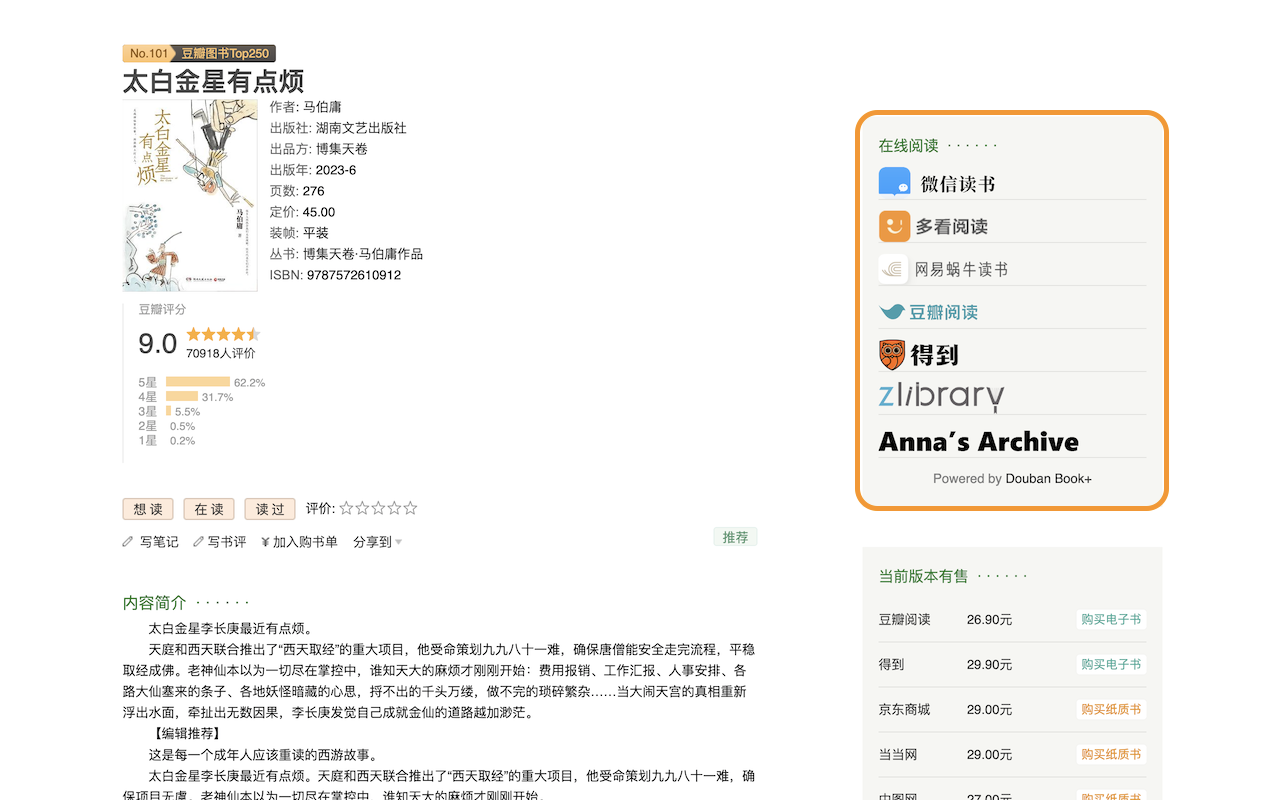 No.101 豆瓣图书Top250
太白金星有点烦
太白金星
有点烦
马伯庸
作者: 马伯庸
出版社: 湖南文艺出版社
出品方: 博集天卷
出版年: 2023-6
页数: 276
定价: 45.00
装帧: 平装
丛书: 博集天卷·马伯庸作品
ISBN: 9787572610912
豆瓣评分
9.0
70918人评价
5星 62.2%
4星 31.7%
3星 5.5%
2星 0.5%
1星 0.2%
想读 在读 读过 评价:
写笔记 写书评 ¥加入购书单 分享到
推荐
内容简介 · · · · · ·
太白金星李长庚最近有点烦。
天庭和西天联合推出了“西天取经”的重大项目，他受命策划九九八十一难，确保唐僧能安全走完流程，平稳
取经成佛。老神仙本以为一切尽在掌控中，谁知天大的麻烦才刚刚开始：费用报销、工作汇报、人事安排、各
路大仙塞来的条子、各地妖怪暗藏的心思，捋不出的千头万缕，做不完的琐碎繁杂……当大闹天宫的真相重新
浮出水面，牵扯出无数因果，李长庚发觉自己成就金仙的道路越加渺茫。
【编辑推荐】
这是每一个成年人应该重读的西游故事。
太白金星李长庚最近有点烦。天庭和西天联合推出了“西天取经”的重大项目，他受命策划九九八十一难，确
保项目无虞。老神仙本以为一切尽在掌控中，谁知天大的麻烦才刚刚开始。
在线阅读 · · · · · ·
微信读书
多看阅读
网易蜗牛读书
豆瓣阅读
得到
zlibrary
Anna’s Archive
Powered by Douban Book+
当前版本有售 · · · · · ·
豆瓣阅读 26.90元 购买电子书
得到 29.90元 购买电子书
京东商城 29.00元 购买纸质书
当当网 29.00元 购买纸质书
中图网 27.00元 购买纸质书